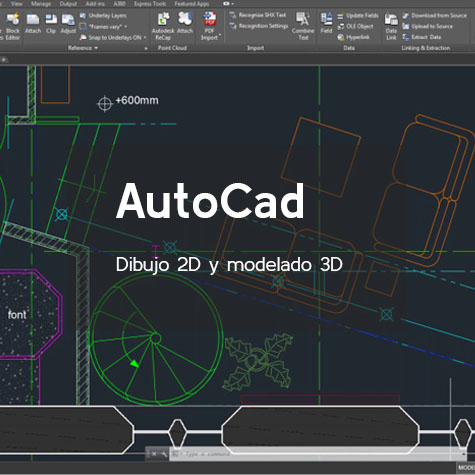 View Manage Output Add-ins A360 Express Tools Featured Apps
Block Editor Attach Clip Adjust Underlay Layers *Frames vary* Snap to Underlays ON Autodesk ReCap Attach PDF Import Recognize SHX Text Recognition Settings Combine Text Field Update Fields OLE Object Hyperlink Data Link Download from Source Upload to Source Extract Data
Reference Point Cloud Import Data Linking & Extraction
+600mm
AutoCad
Dibujo 2D y modelado 3D
font
Type a command